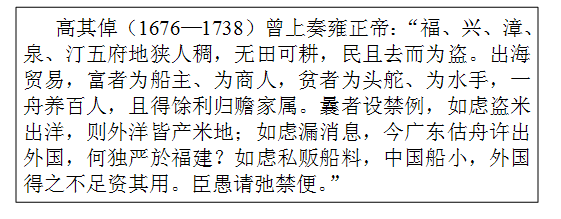 高其倬（1676—1738）曾上奏雍正帝：“福、兴、漳、
泉、汀五府地狭人稠，无田可耕，民且去而为盗。出海
贸易，富者为船主、为商人，贫者为头舵、为水手，一
舟养百人，且得馀利归赡家属。曩者设禁例，如虑盗米
出洋，则外洋皆产米地；如虑漏消息，今广东估舟许出
外国，何独严於福建？如虑私贩船料，中国船小，外国
得之不足资其用。臣愚请弛禁便。”